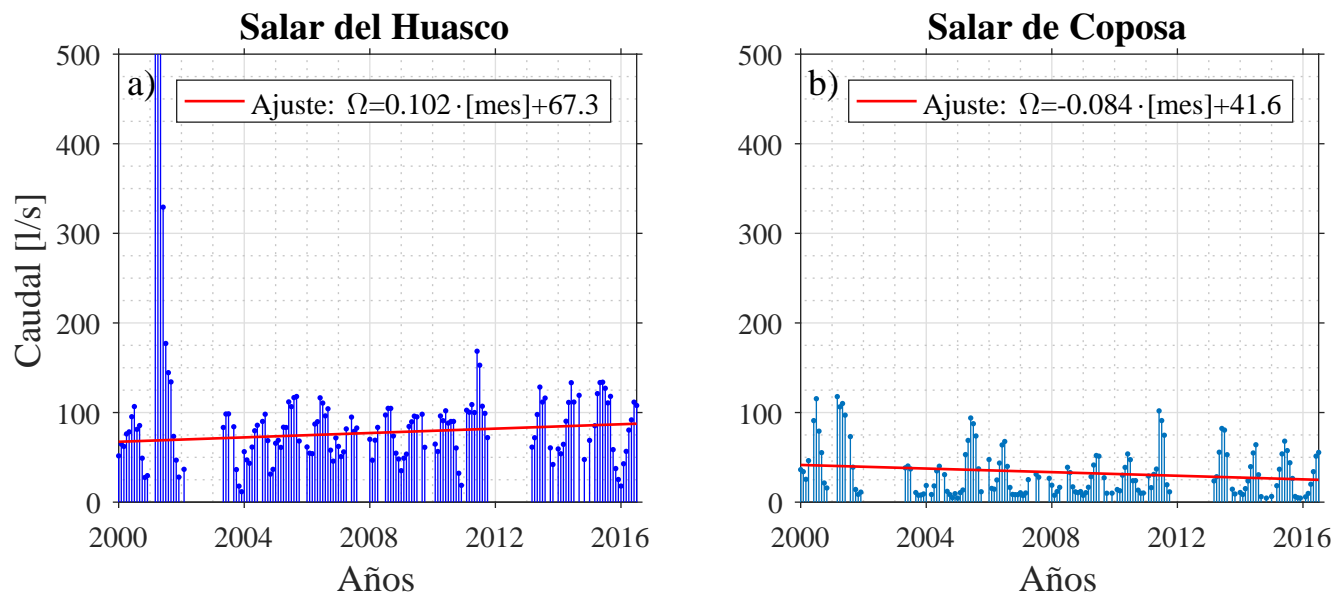 Salar del Huasco
500
a)
Ajuste: Ω=0.102·[mes]+67.3
400
300
200
100
0
Caudal [l/s]
2000 2004 2008 2012 2016
Años
Salar de Coposa
500
b)
Ajuste: Ω=-0.084·[mes]+41.6
400
300
200
100
0
2000 2004 2008 2012 2016
Años